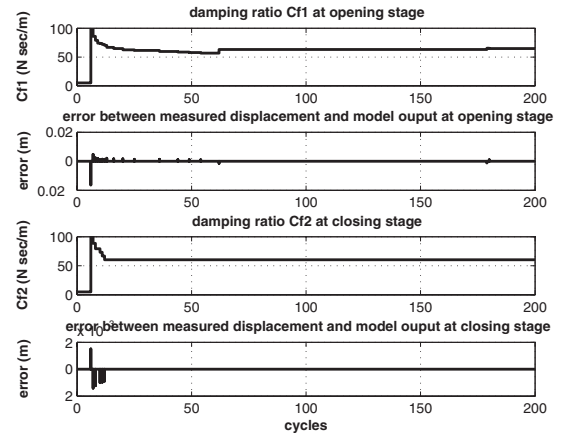 damping ratio Cf1 at opening stage
100
50
0
Cf1 (N sec/m)
0 50 100 150 200
error between measured displacement and model ouput at opening stage
0.02
0
0.02
error (m)
0 50 100 150 200
damping ratio Cf2 at closing stage
100
50
0
Cf2 (N sec/m)
0 50 100 150 200
error between measured displacement and model ouput at closing stage
2
0
2
error (m)
0 50 100 150 200
cycles